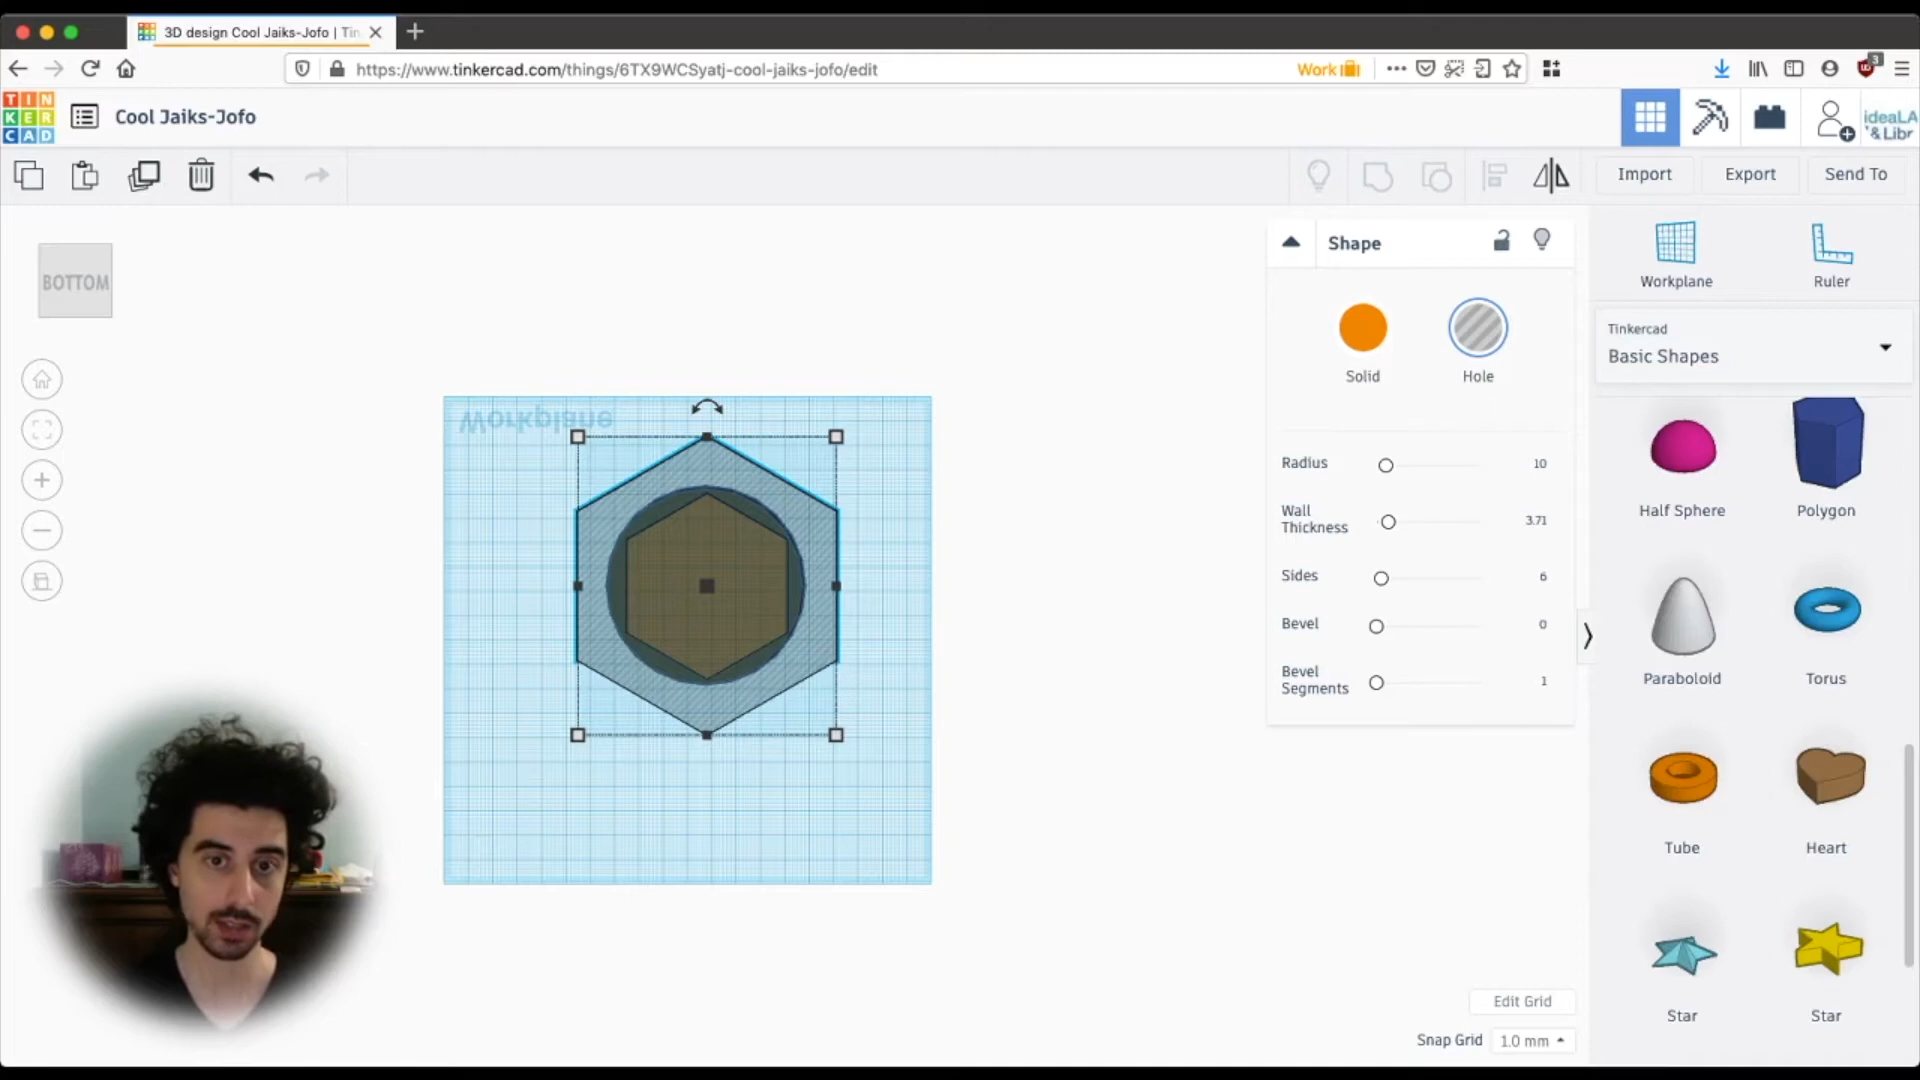 3D design Cool Jaiks-Jofo | Tin
https://www.tinkercad.com/things/6TX9WCSyatj-cool-jaiks-jofo/edit
Work
3
TIN
KER
CAD
Cool Jaiks-Jofo
ideaLA
& Libr
Import
Export
Send To
BOTTOM
Shape
Workplane
Ruler
Solid
Hole
Tinkercad
Basic Shapes
Workplane
Radius
10
Wall
Thickness
3.71
Sides
6
Bevel
0
Bevel
Segments
1
Half Sphere
Polygon
Paraboloid
Torus
Tube
Heart
Star
Star
Edit Grid
Snap Grid
1.0 mm